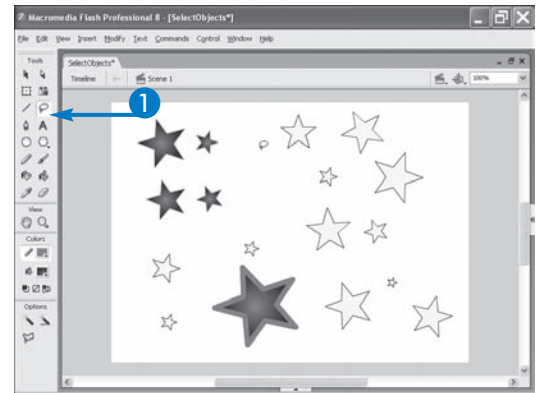 Macromedia Flash Professional 8 - [SelectObjects*]
File Edit View Insert Modify Text Commands Control Window Help
Tools
SelectObjects*
Timeline
Scene 1
100%
1
A
View
Colors
Options